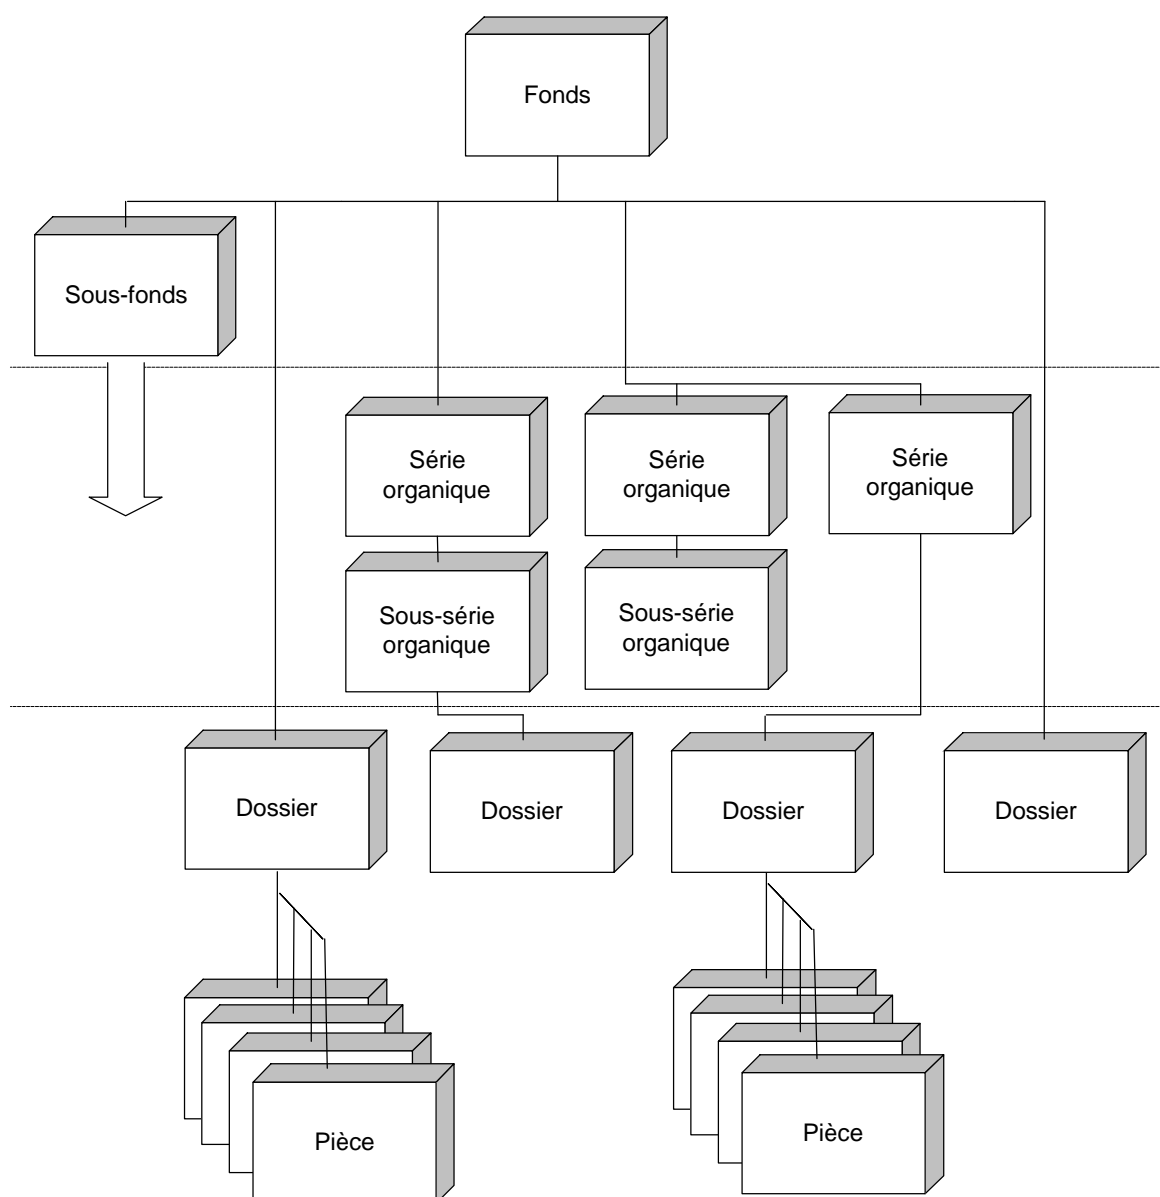 Fonds
Sous-fonds
Série
organique
Série
organique
Série
organique
Sous-série
organique
Sous-série
organique
Dossier
Dossier
Dossier
Dossier
Pièce
Pièce